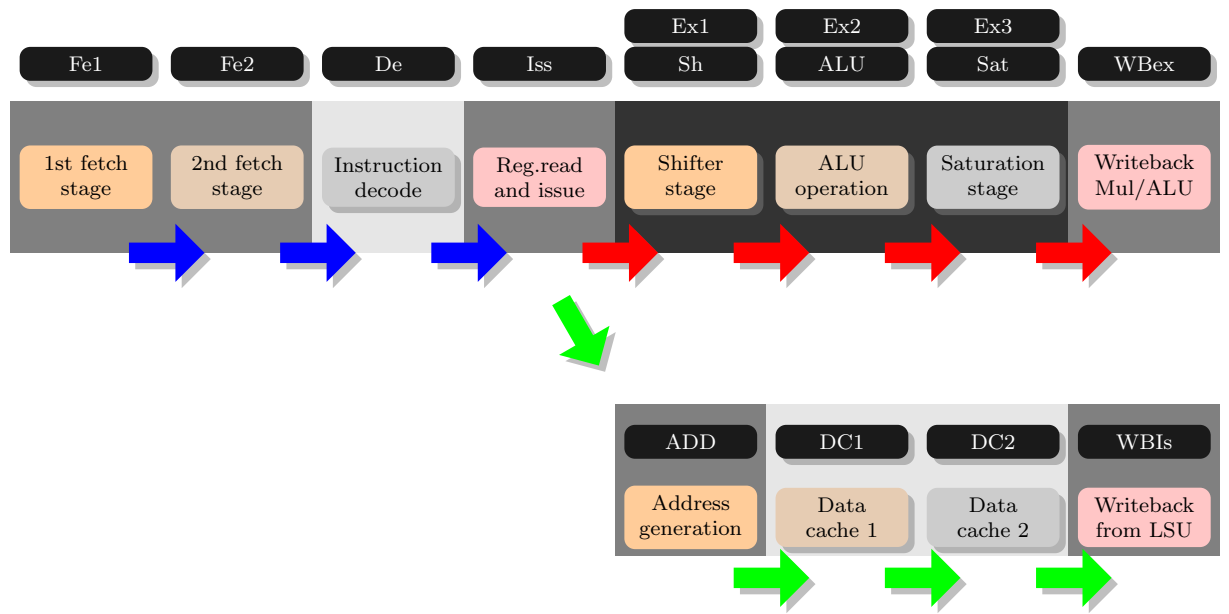 Ex1 Ex2 Ex3
Fe1 Fe2 De Iss Sh ALU Sat WBex
1st fetch stage
2nd fetch stage
Instruction decode
Reg.read and issue
Shifter stage
ALU operation
Saturation stage
Writeback Mul/ALU
ADD DC1 DC2 WBIs
Address generation
Data cache 1
Data cache 2
Writeback from LSU